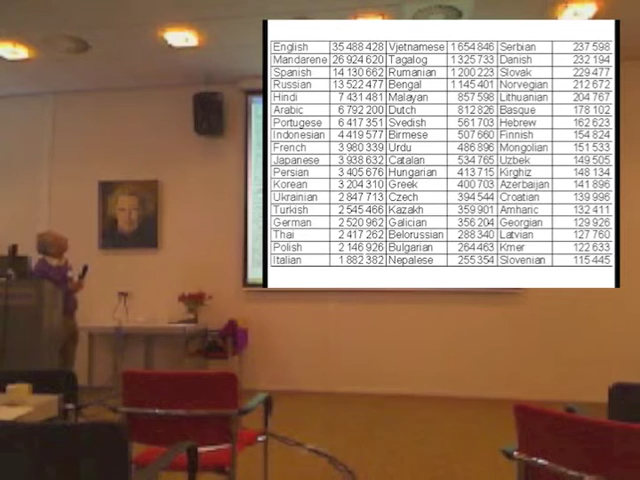 English 35 488 428 Vjetnamese 1 654 846 Serbian 237 598
Mandarene 26 924 620 Tagalog 1 325 733 Danish 232 194
Spanish 14 130 662 Rumanian 1 200 223 Slovak 229 477
Russian 13 522 477 Bengal 1 145 401 Norvegian 212 672
Hindi 7 431 481 Malayan 857 598 Lithuanian 204 767
Arabic 6 792 200 Dutch 812 826 Basque 178 102
Portugese 6 417 351 Svedish 561 703 Hebrew 162 623
Indonesian 4 419 577 Birmese 507 660 Finnish 154 824
French 3 980 339 Urdu 486 896 Mongolian 151 533
Japanese 3 938 632 Catalan 534 765 Uzbek 149 505
Persian 3 405 676 Hungarian 413 715 Kirghiz 148 134
Korean 3 204 310 Greek 400 703 Azerbaijan 141 896
Ukrainian 2 847 713 Czech 394 544 Croatian 139 996
Turkish 2 545 466 Kazakh 359 901 Amharic 132 411
German 2 520 962 Galician 356 204 Georgian 129 926
Thai 2 417 262 Belorussian 288 340 Latvian 127 760
Polish 2 146 926 Bulgarian 264 463 Kmer 122 633
Italian 1 882 382 Nepalese 255 354 Slovenian 115 445